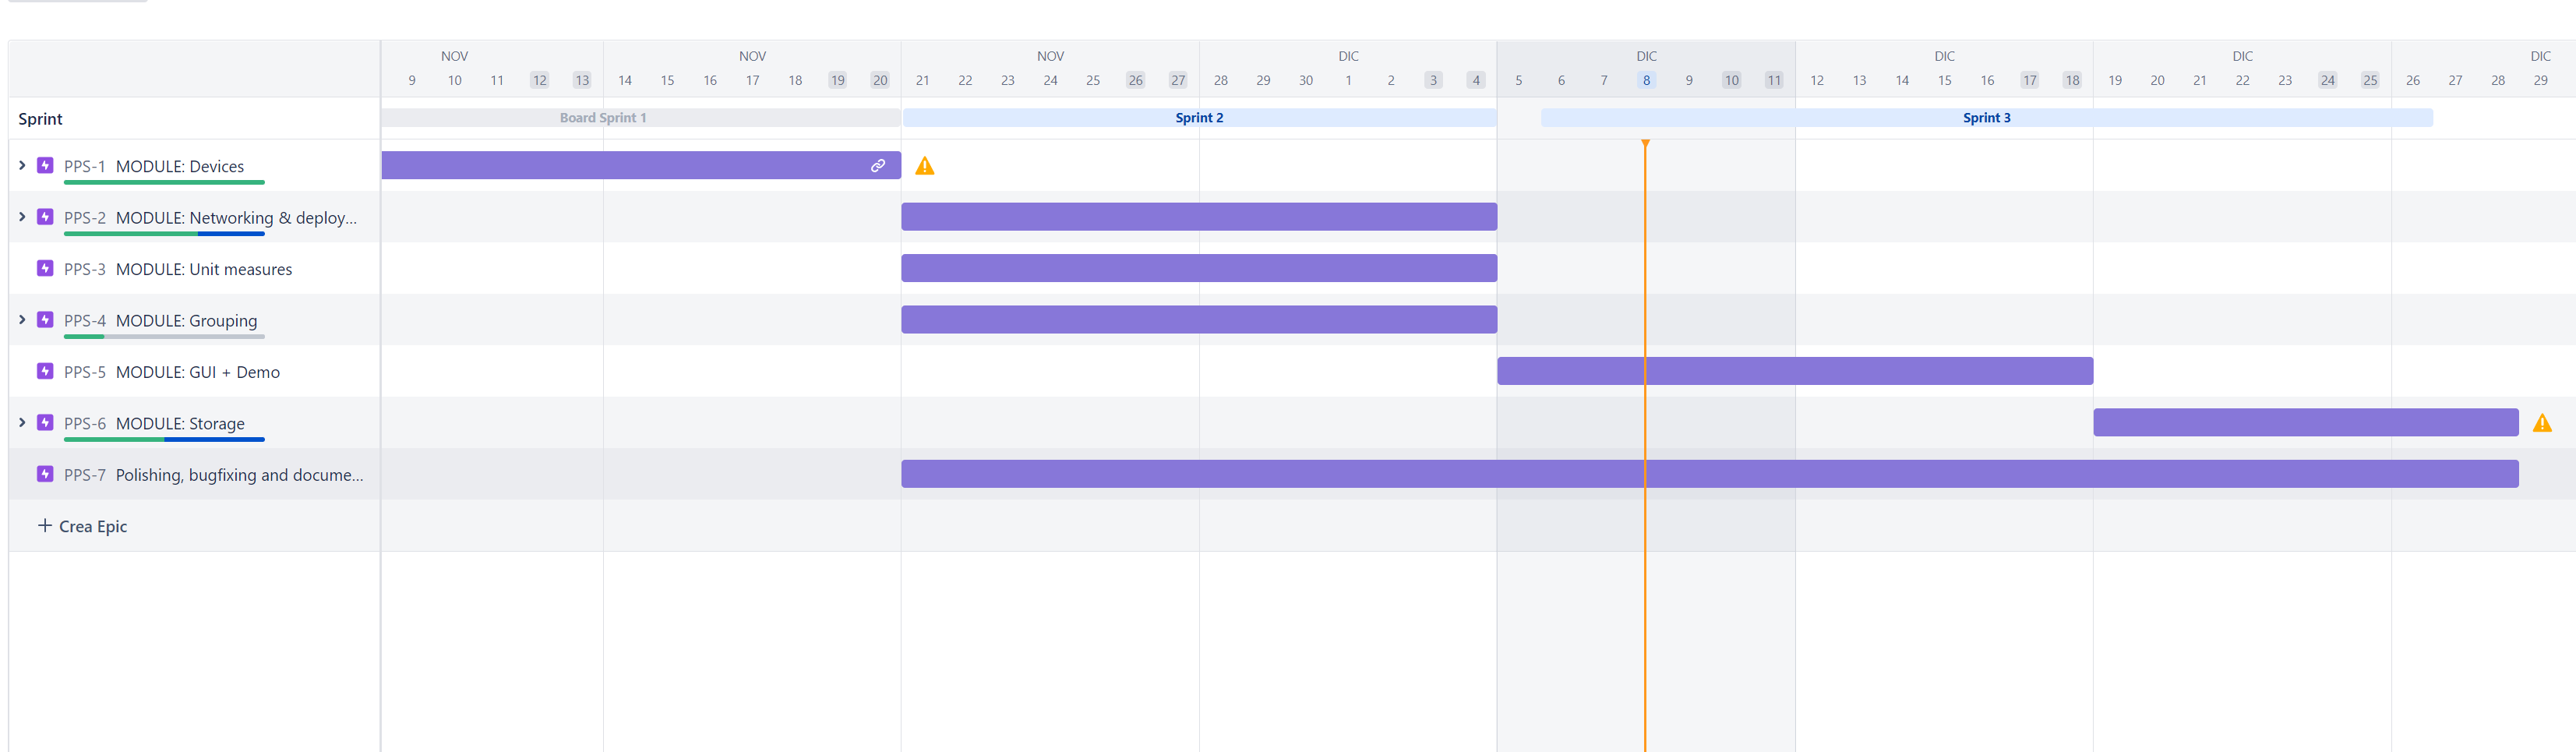 NOV NOV NOV DIC DIC DIC DIC DIC
9 10 11 12 13 14 15 16 17 18 19 20 21 22 23 24 25 26 27 28 29 30 1 2 3 4 5 6 7 8 9 10 11 12 13 14 15 16 17 18 19 20 21 22 23 24 25 26 27 28 29
Sprint Board Sprint 1 Sprint 2 Sprint 3
PPS-1 MODULE: Devices
PPS-2 MODULE: Networking & deploy...
PPS-3 MODULE: Unit measures
PPS-4 MODULE: Grouping
PPS-5 MODULE: GUI + Demo
PPS-6 MODULE: Storage
PPS-7 Polishing, bugfixing and docume...
+ Crea Epic